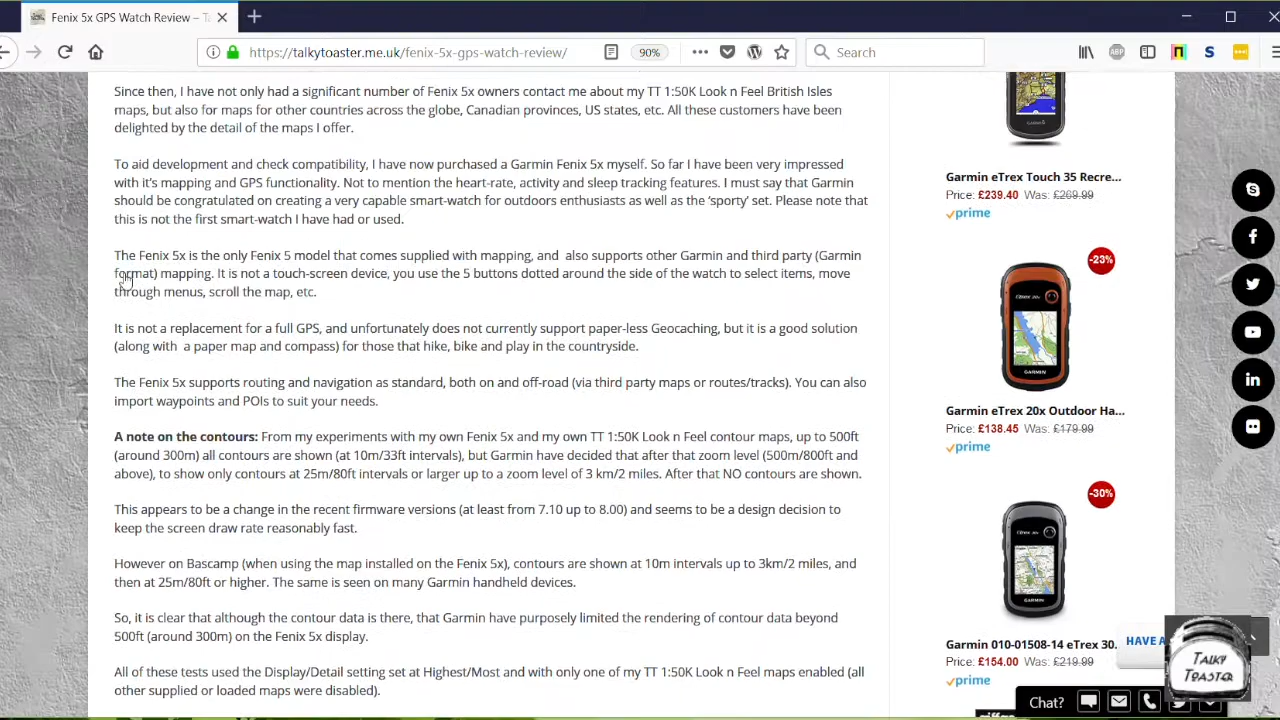 Fenix 5x GPS Watch Review – T
https://talkytoaster.me.uk/fenix-5x-gps-watch-review/
90%
Search
Since then, I have not only had a significant number of Fenix 5x owners contact me about my TT 1:50K Look n Feel British Isles
maps, but also for maps for other countries across the globe, Canadian provinces, US states, etc. All these customers have been
delighted by the detail of the maps I offer.
To aid development and check compatibility, I have now purchased a Garmin Fenix 5x myself. So far I have been very impressed
with it's mapping and GPS functionality. Not to mention the heart-rate, activity and sleep tracking features. I must say that Garmin
should be congratulated on creating a very capable smart-watch for outdoors enthusiasts as well as the 'sporty' set. Please note that
this is not the first smart-watch I have had or used.
The Fenix 5x is the only Fenix 5 model that comes supplied with mapping, and also supports other Garmin and third party (Garmin
format) mapping. It is not a touch-screen device, you use the 5 buttons dotted around the side of the watch to select items, move
through menus, scroll the map, etc.
It is not a replacement for a full GPS, and unfortunately does not currently support paper-less Geocaching, but it is a good solution
(along with a paper map and compass) for those that hike, bike and play in the countryside.
The Fenix 5x supports routing and navigation as standard, both on and off-road (via third party maps or routes/tracks). You can also
import waypoints and POIs to suit your needs.
A note on the contours: From my experiments with my own Fenix 5x and my own TT 1:50K Look n Feel contour maps, up to 500ft
(around 300m) all contours are shown (at 10m/33ft intervals), but Garmin have decided that after that zoom level (500m/800ft and
above), to show only contours at 25m/80ft intervals or larger up to a zoom level of 3 km/2 miles. After that NO contours are shown.
This appears to be a change in the recent firmware versions (at least from 7.10 up to 8.00) and seems to be a design decision to
keep the screen draw rate reasonably fast.
However on Bascamp (when using the map installed on the Fenix 5x), contours are shown at 10m intervals up to 3km/2 miles, and
then at 25m/80ft or higher. The same is seen on many Garmin handheld devices.
So, it is clear that although the contour data is there, that Garmin have purposely limited the rendering of contour data beyond
500ft (around 300m) on the Fenix 5x display.
All of these tests used the Display/Detail setting set at Highest/Most and with only one of my TT 1:50K Look n Feel maps enabled (all
other supplied or loaded maps were disabled).
Garmin eTrex Touch 35 Recre...
Price: £239.40 Was: £269.99
prime
-23%
GARMIN
Garmin eTrex 20x Outdoor Ha...
Price: £138.45 Was: £179.99
prime
-30%
GARMIN
Garmin 010-01508-14 eTrex 30...
Price: £154.00 Was: £219.99
prime
HAVE A
TALKY
TOASTER
Chat?